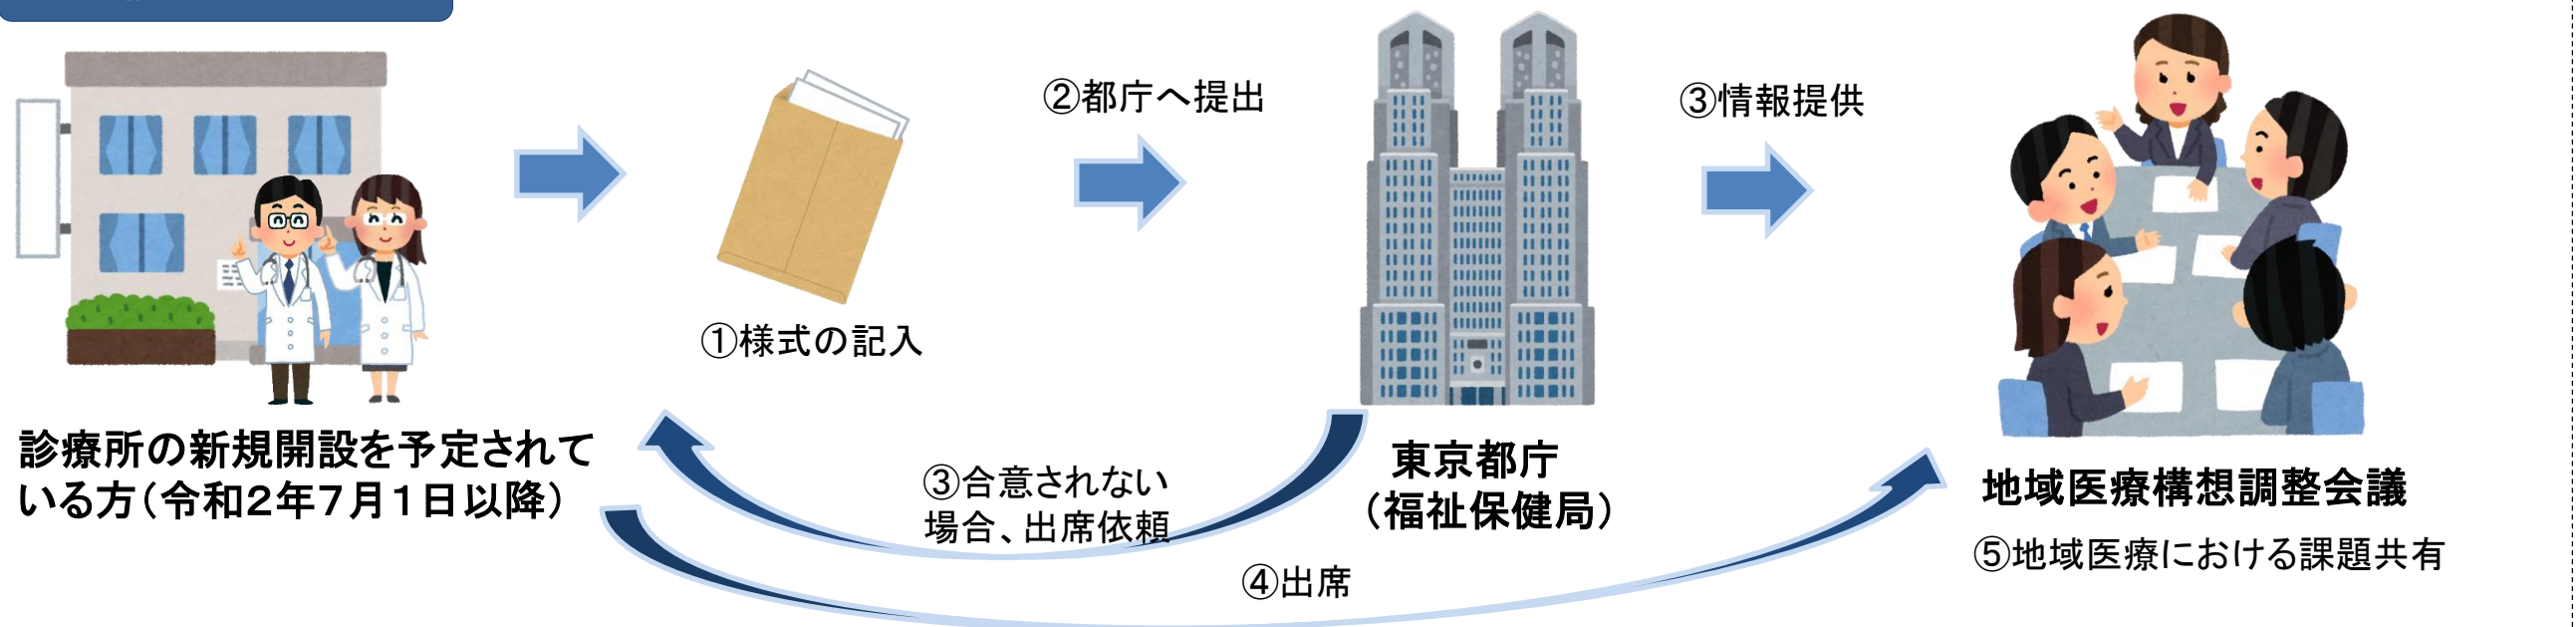 ②都庁へ提出
③情報提供
①様式の記入
診療所の新規開設を予定されて
いる方(令和2年7月1日以降)
③合意されない
場合、出席依頼
東京都庁
(福祉保健局)
地域医療構想調整会議
④出席
⑤地域医療における課題共有